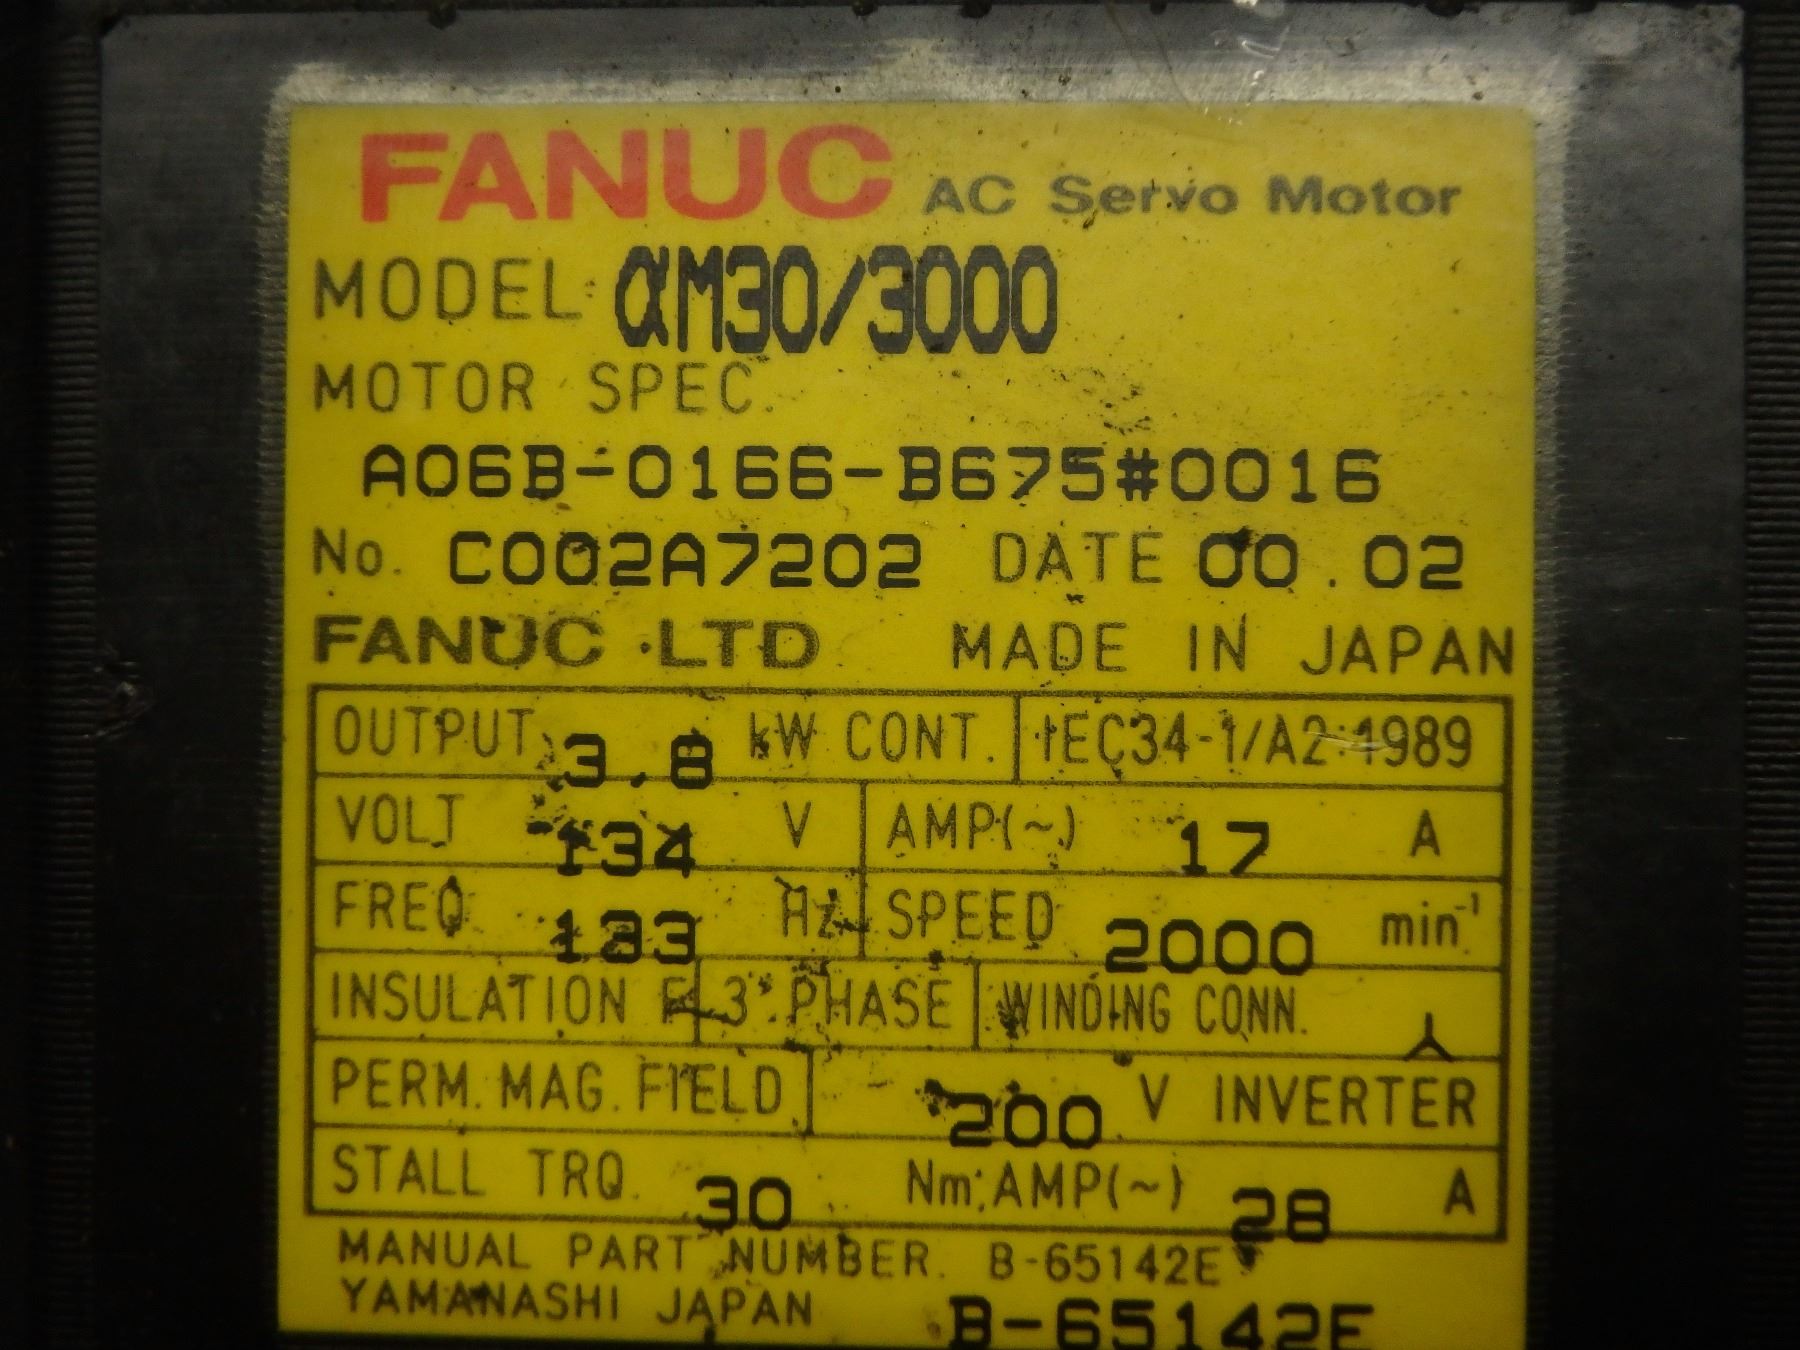 FANUC AC Servo Motor
MODEL αM30/3000
MOTOR SPEC.
A06B-0166-B675#0016
No. C002A7202 DATE 00.02
FANUC LTD MADE IN JAPAN
OUTPUT 3.8 kW CONT. IEC34-1/A2:1989
VOLT 134 V AMP(~) 17 A
FREQ 133 Hz SPEED 2000 min⁻¹
INSULATION F 3 PHASE WINDING CONN.
PERM. MAG. FIELD 200 V INVERTER
STALL TRQ. 30 Nm; AMP(~) 28 A
MANUAL PART NUMBER. B-65142E
YAMANASHI JAPAN B-65142E